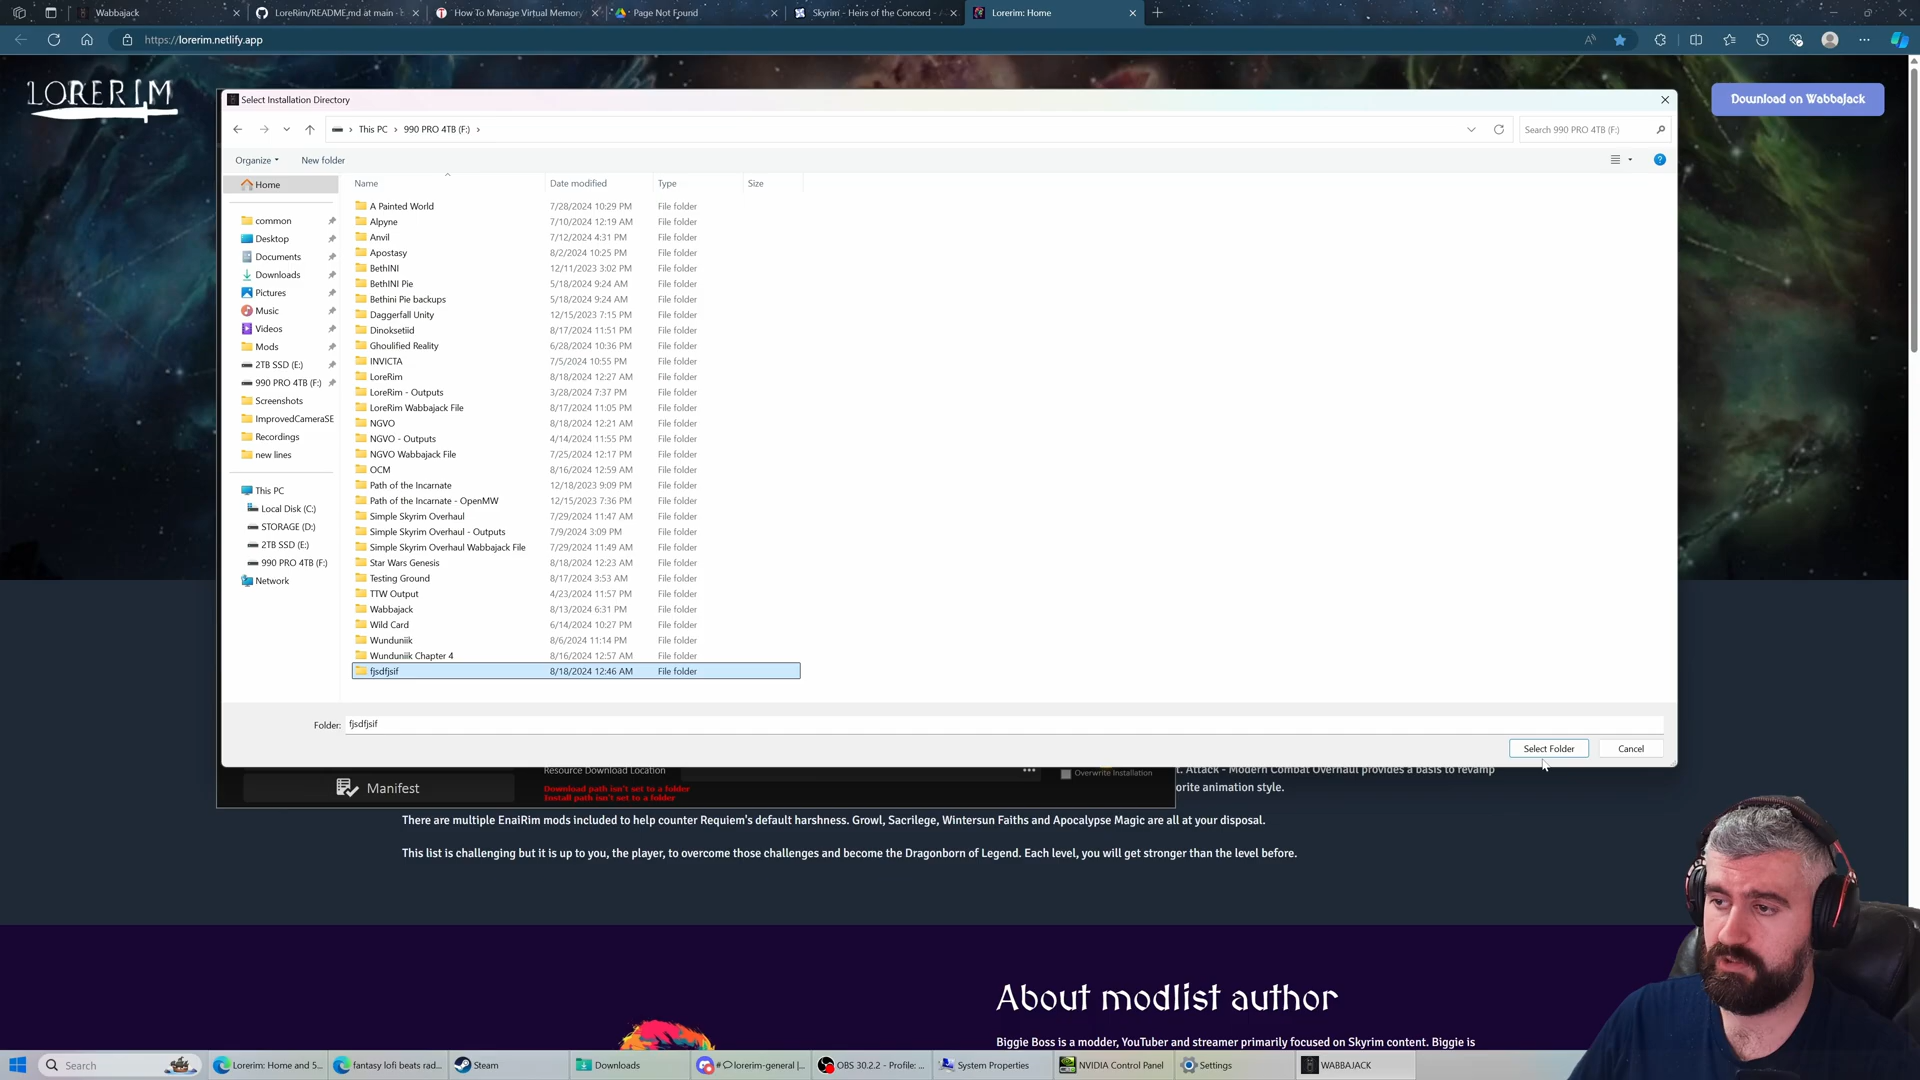 Wabbajack
LoreRim/README.md at main ·
How To Manage Virtual Memory
Page Not Found
Skyrim - Heirs of the Concord -
Lorerim: Home
https://lorerim.netlify.app
LORERIM
Download on Wabbajack
Select Installation Directory
This PC > 990 PRO 4TB (F:) >
Search 990 PRO 4TB (F:)
Organize
New folder
Home
common
Desktop
Documents
Downloads
Pictures
Music
Videos
Mods
2TB SSD (E:)
990 PRO 4TB (F:)
Screenshots
ImprovedCameraSE
Recordings
new lines
This PC
Local Disk (C:)
STORAGE (D:)
2TB SSD (E:)
990 PRO 4TB (F:)
Network
Name Date modified Type Size
A Painted World 7/28/2024 10:29 PM File folder
Alpyne 7/10/2024 12:19 AM File folder
Anvil 7/12/2024 4:31 PM File folder
Apostasy 8/2/2024 10:25 PM File folder
BethINI 12/11/2023 3:02 PM File folder
BethINI Pie 5/18/2024 9:24 AM File folder
Bethini Pie backups 5/18/2024 9:24 AM File folder
Daggerfall Unity 12/15/2023 7:15 PM File folder
Dinoksetiid 8/17/2024 11:51 PM File folder
Ghoulified Reality 6/28/2024 10:36 PM File folder
INVICTA 7/5/2024 10:55 PM File folder
LoreRim 8/18/2024 12:27 AM File folder
LoreRim - Outputs 3/28/2024 7:37 PM File folder
LoreRim Wabbajack File 8/17/2024 11:05 PM File folder
NGVO 8/18/2024 12:21 AM File folder
NGVO - Outputs 4/14/2024 11:55 PM File folder
NGVO Wabbajack File 7/25/2024 12:17 PM File folder
OCM 8/16/2024 12:59 AM File folder
Path of the Incarnate 12/18/2023 9:09 PM File folder
Path of the Incarnate - OpenMW 12/15/2023 7:36 PM File folder
Simple Skyrim Overhaul 7/29/2024 11:47 AM File folder
Simple Skyrim Overhaul - Outputs 7/9/2024 3:09 PM File folder
Simple Skyrim Overhaul Wabbajack File 7/29/2024 11:49 AM File folder
Star Wars Genesis 8/18/2024 12:23 AM File folder
Testing Ground 8/17/2024 3:53 AM File folder
TTW Output 4/23/2024 11:57 PM File folder
Wabbajack 8/13/2024 6:31 PM File folder
Wild Card 6/14/2024 10:27 PM File folder
Wunduniik 8/6/2024 11:14 PM File folder
Wunduniik Chapter 4 8/16/2024 12:57 AM File folder
fjsdfjsif 8/18/2024 12:46 AM File folder
Folder: fjsdfjsif
Select Folder
Cancel
Manifest
Resource Download Location
Overwrite Installation
Download path isn't set to a folder
Install path isn't set to a folder
t. Attack - Modern Combat Overhaul provides a basis to revamp
orite animation style.
There are multiple EnaiRim mods included to help counter Requiem's default harshness. Growl, Sacrilege, Wintersun Faiths and Apocalypse Magic are all at your disposal.
This list is challenging but it is up to you, the player, to overcome those challenges and become the Dragonborn of Legend. Each level, you will get stronger than the level before.
About modlist author
Biggie Boss is a modder, YouTuber and streamer primarily focused on Skyrim content. Biggie is
Search
Lorerim: Home and 5...
fantasy lofi beats rad...
Steam
Downloads
lorerim-general |...
OBS 30.2.2 - Profile: ...
System Properties
NVIDIA Control Panel
Settings
WABBAJACK